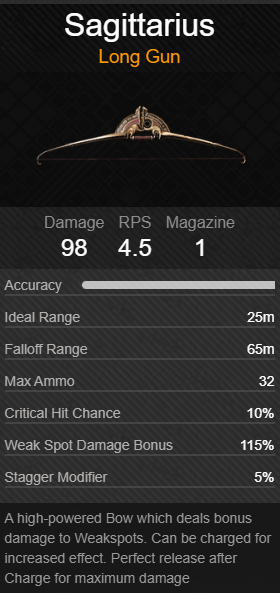 Sagittarius
Long Gun
Damage RPS Magazine
98 4.5 1
Accuracy
Ideal Range 25m
Falloff Range 65m
Max Ammo 32
Critical Hit Chance 10%
Weak Spot Damage Bonus 115%
Stagger Modifier 5%
A high-powered Bow which deals bonus
damage to Weakspots. Can be charged for
increased effect. Perfect release after
Charge for maximum damage